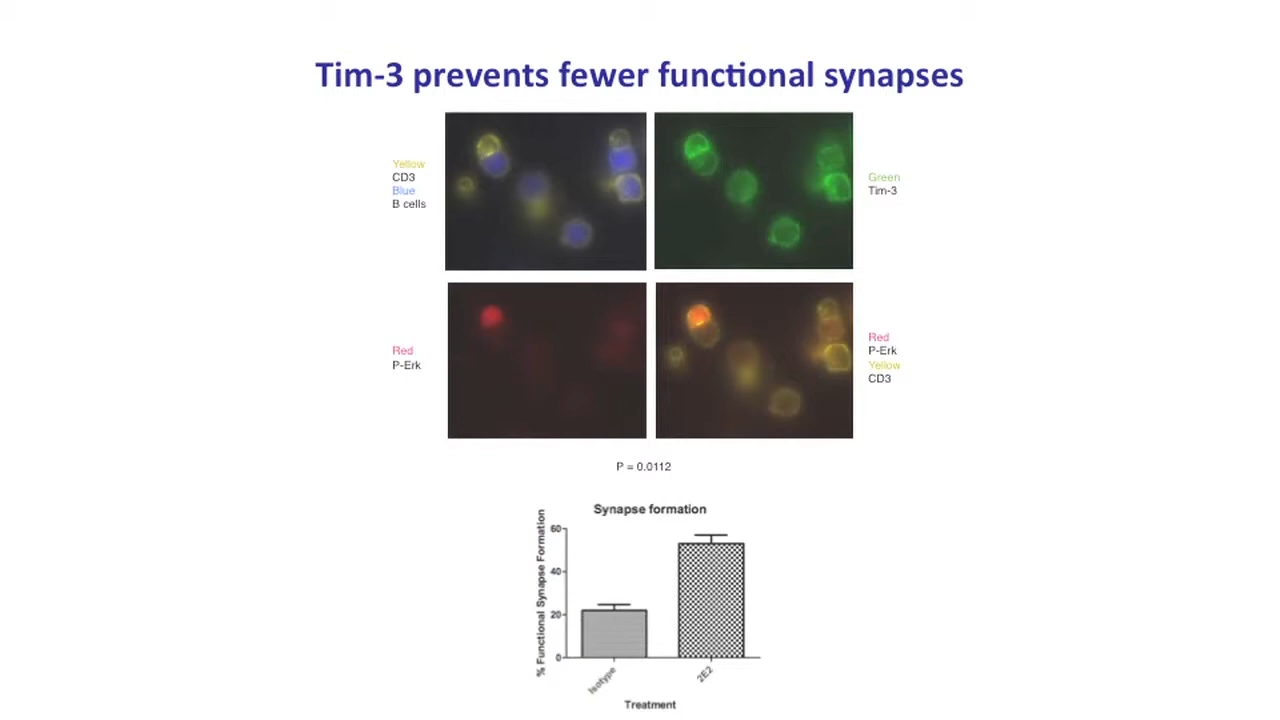 Tim-3 prevents fewer functional synapses
Yellow
CD3
Blue
B cells
Green
Tim-3
Red
P-Erk
Red
P-Erk
Yellow
CD3
P = 0.0112
Synapse formation
% Functional Synapse Formation
60
40
20
0
Isotype
2E2
Treatment